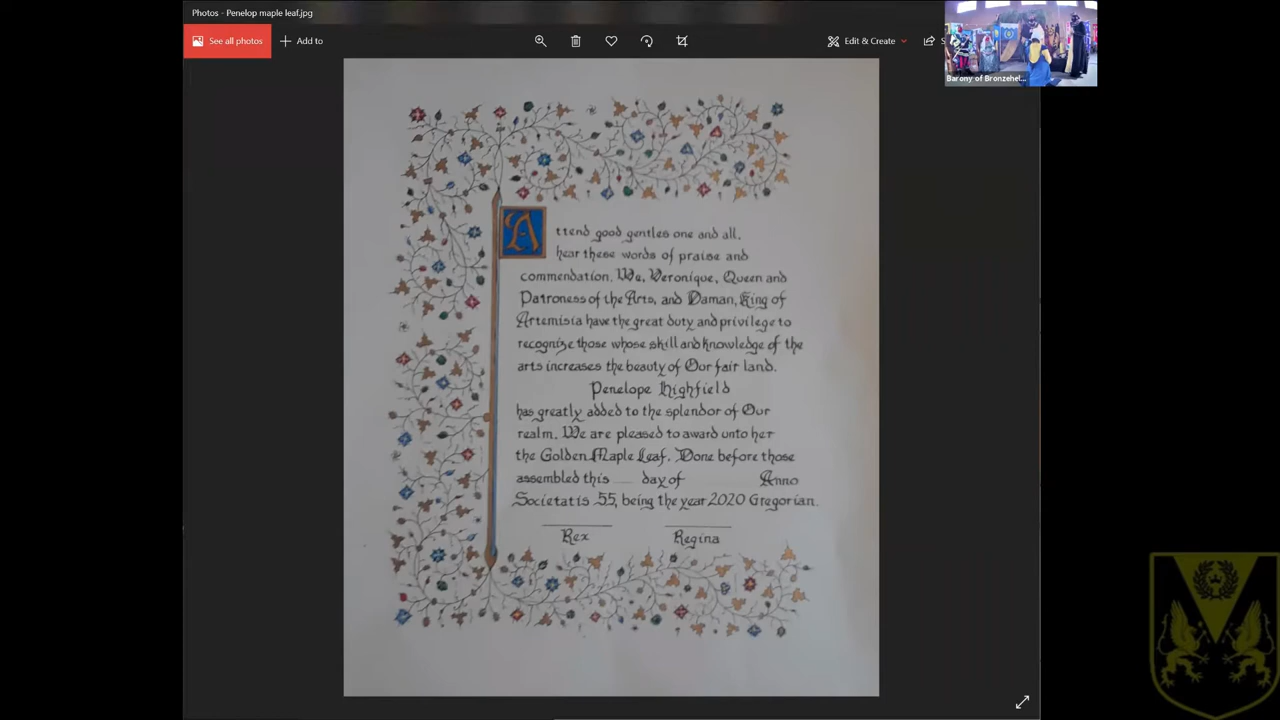 Photos - Penelop maple leaf.jpg
See all photos
Add to
Edit & Create
Barony of Bronzehel...
Attend good gentles one and all,
hear these words of praise and
commendation. We, Veronique, Queen and
Patroness of the Arts, and Daman, King of
Artemisia have the great duty and privilege to
recognize those whose skill and knowledge of the
arts increases the beauty of Our fair land.
Penelope Highfield
has greatly added to the splendor of Our
realm. We are pleased to award unto her
the Golden Maple Leaf. Done before those
assembled this ___ day of Anno
Societatis 55, being the year 2020 Gregorian.
Rex Regina